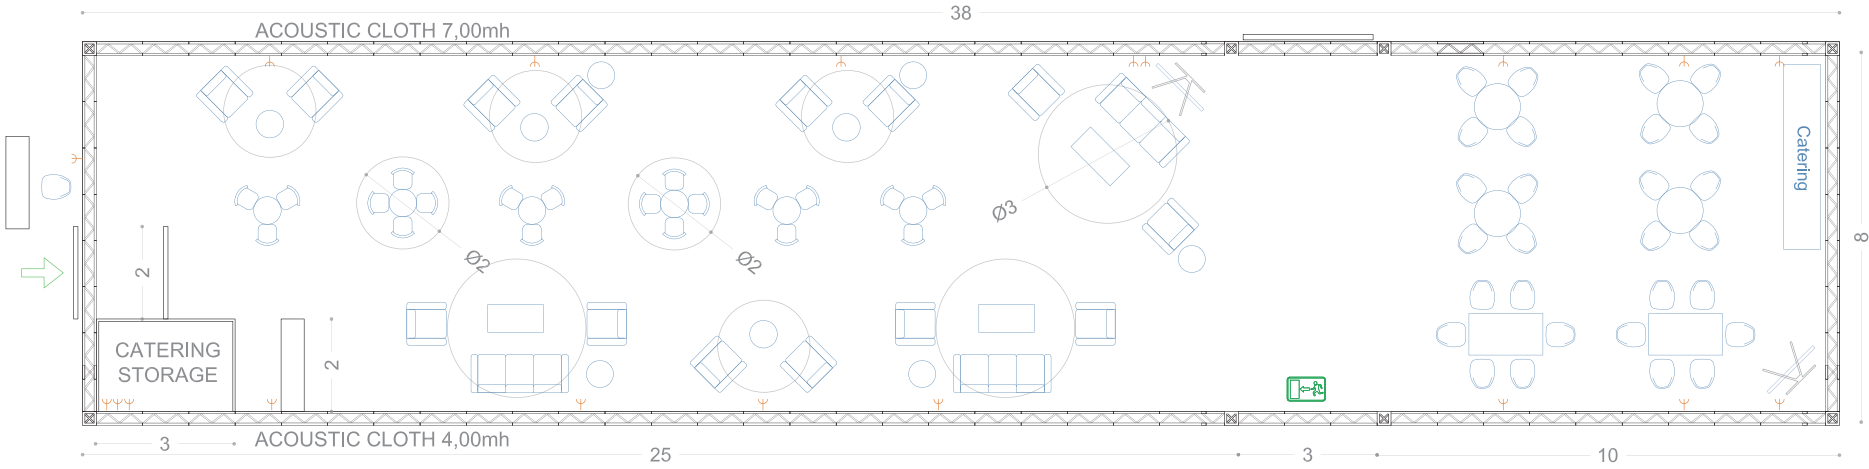 38
ACOUSTIC CLOTH 7,00mh
Catering
Ø3
8
2
Ø2
Ø2
CATERING
STORAGE
2
3
ACOUSTIC CLOTH 4,00mh
25
3
10